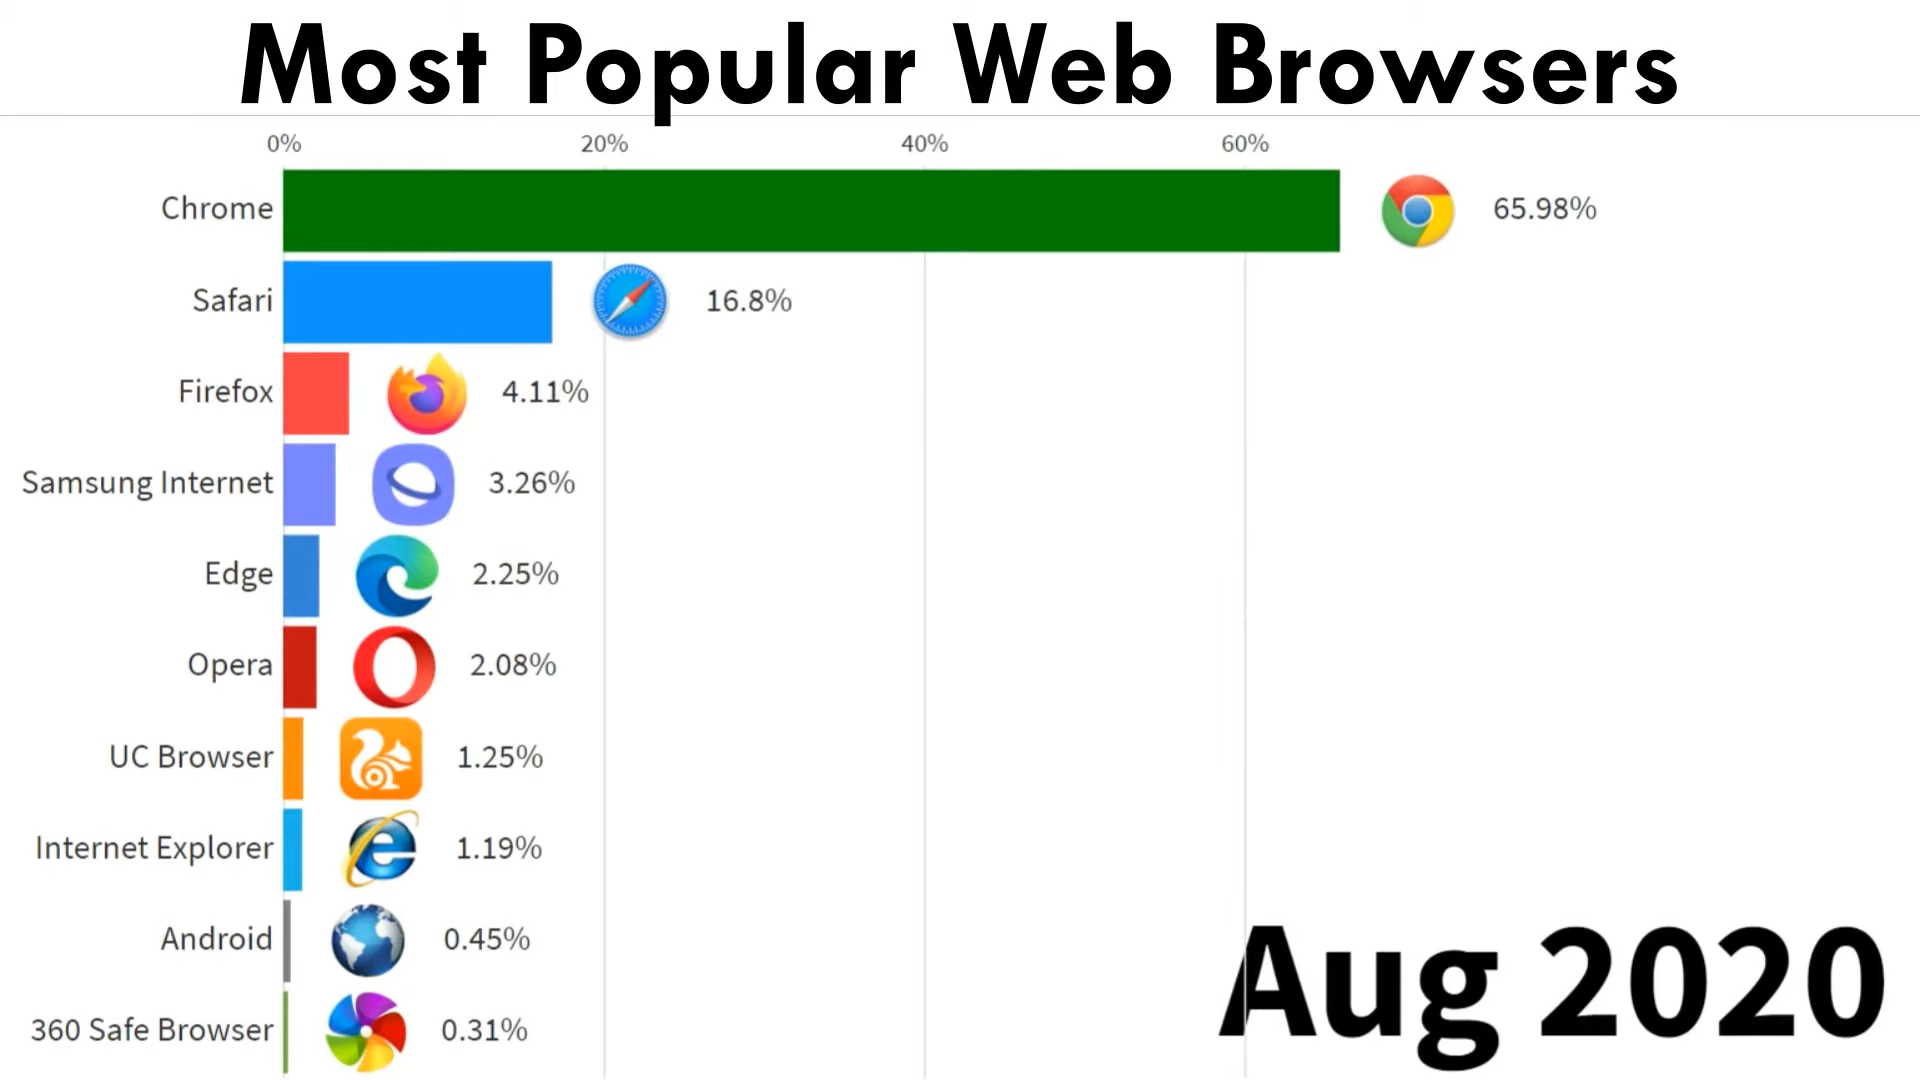 Most Popular Web Browsers
0% 20% 40% 60%
Chrome 65.98%
Safari 16.8%
Firefox 4.11%
Samsung Internet 3.26%
Edge 2.25%
Opera 2.08%
UC Browser 1.25%
Internet Explorer 1.19%
Android 0.45%
360 Safe Browser 0.31%
Aug 2020